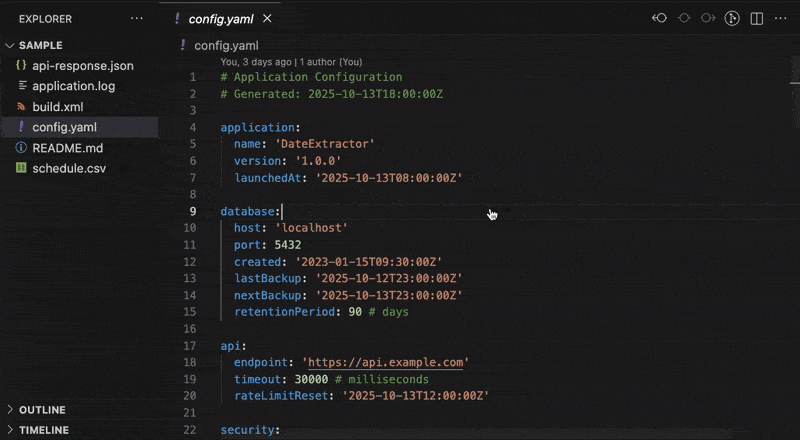 EXPLORER
SAMPLE
{} api-response.json
application.log
build.xml
! config.yaml
README.md
schedule.csv
OUTLINE
TIMELINE
! config.yaml
! config.yaml
You, 3 days ago | 1 author (You)
1 # Application Configuration
2 # Generated: 2025-10-13T18:00:00Z
3
4 application:
5 name: 'DateExtractor'
6 version: '1.0.0'
7 launchedAt: '2025-10-13T08:00:00Z'
8
9 database:
10 host: 'localhost'
11 port: 5432
12 created: '2023-01-15T09:30:00Z'
13 lastBackup: '2025-10-12T23:00:00Z'
14 nextBackup: '2025-10-13T23:00:00Z'
15 retentionPeriod: 90 # days
16
17 api:
18 endpoint: 'https://api.example.com'
19 timeout: 30000 # milliseconds
20 rateLimitReset: '2025-10-13T12:00:00Z'
21
22 security: